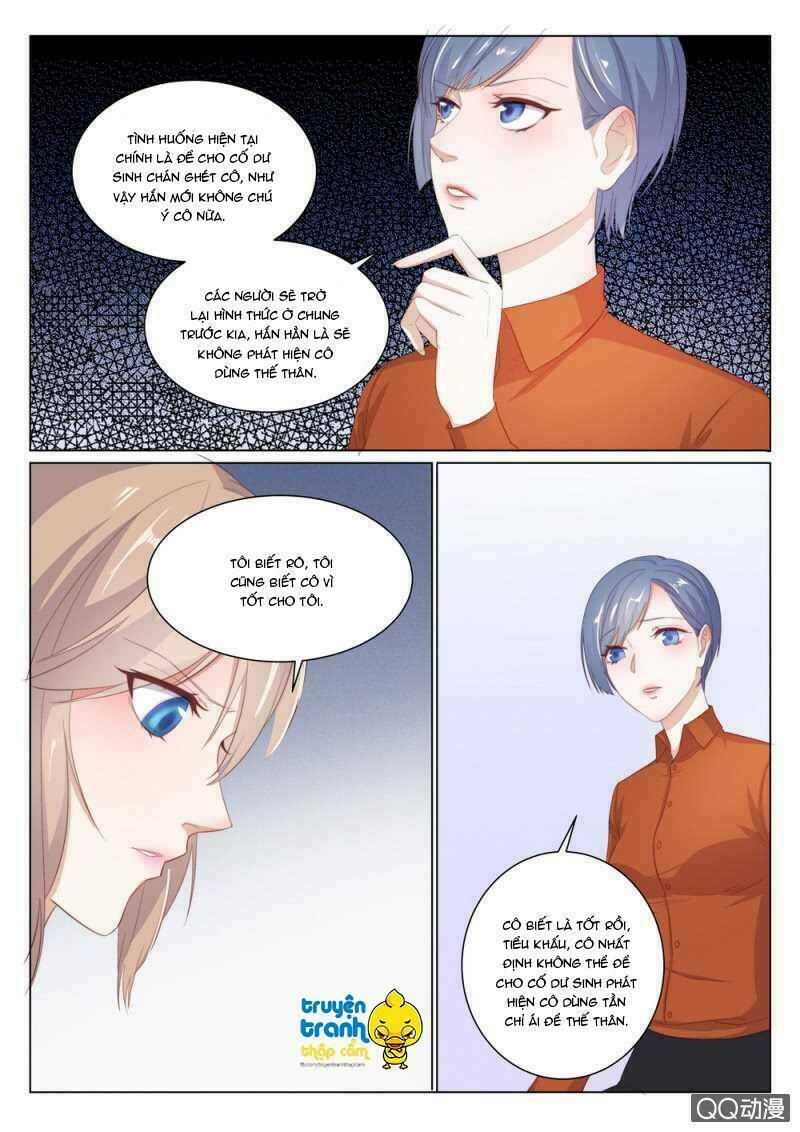 TÌNH HUỐNG HIỆN TẠI
CHÍNH LÀ ĐỂ CHO CỐ DƯ
SINH CHÁN GHÉT CÔ, NHƯ
VẬY HẮN MỚI KHÔNG CHÚ
Ý CÔ NỮA.
CÁC NGƯỜI SẼ TRỞ
LẠI HÌNH THỨC Ở CHUNG
TRƯỚC KIA, HẮN HẲN LÀ SẼ
KHÔNG PHÁT HIỆN CÔ
DÙNG THẾ THÂN.
TÔI BIẾT RÕ, TÔI
CŨNG BIẾT CÔ VÌ
TỐT CHO TÔI.
CÔ BIẾT LÀ TỐT RỒI,
TIỂU KHẤU, CÔ NHẤT
ĐỊNH KHÔNG THỂ ĐỂ
CHO CỐ DƯ SINH PHÁT
HIỆN CÔ DÙNG TẦN
CHỈ ÁI ĐỂ THẾ THÂN.
truyện
tranh
thập cẩm
fb.com/truyentranhthapcam
QQ动漫